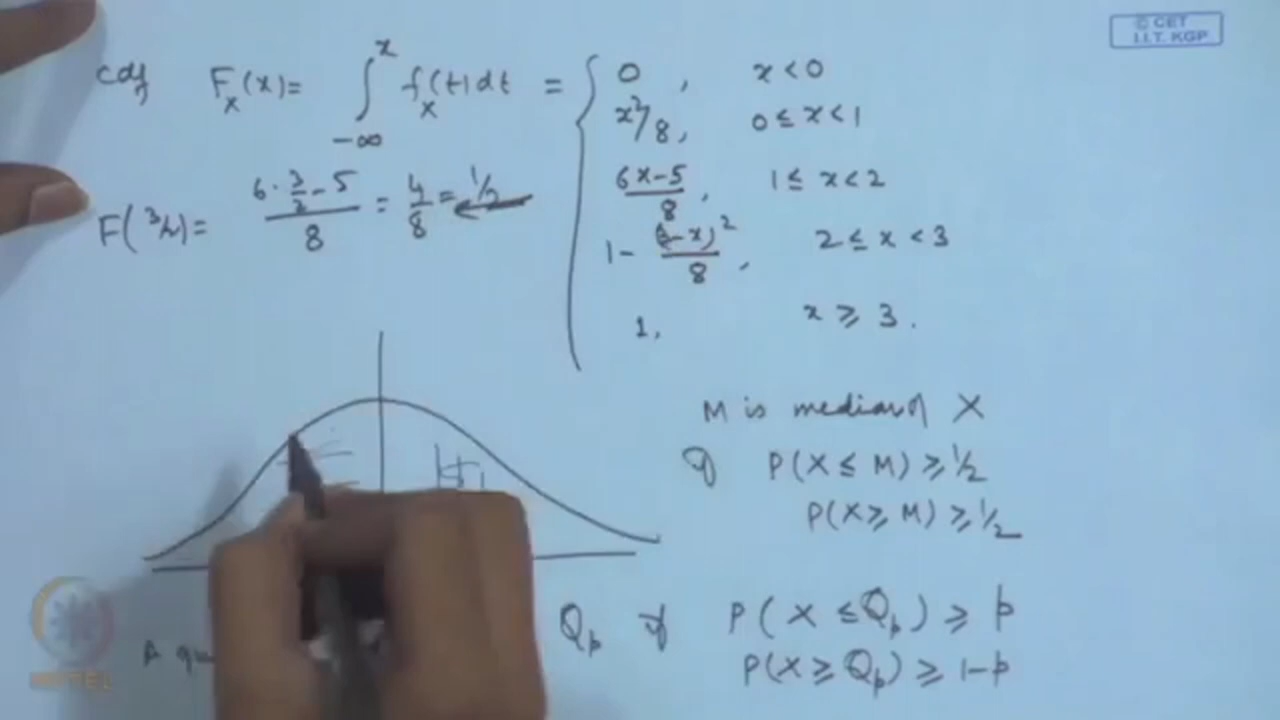 © CET
I.I.T. KGP
cdf F_X(x) = ∫_{-∞}^{x} f_X(t) dt = { 0, x < 0
x²/8, 0 ≤ x < 1
F(3/2) = (6·3/2 - 5)/8 = 4/8 = 1/2
(6x-5)/8, 1 ≤ x < 2
1 - (3-x)²/8, 2 ≤ x < 3
1, x ≥ 3.
M is median of X
if P(X ≤ M) ≥ 1/2
P(X ≥ M) ≥ 1/2
Q_p if P(X ≤ Q_p) ≥ p
P(X ≥ Q_p) ≥ 1-p
A
NPTEL